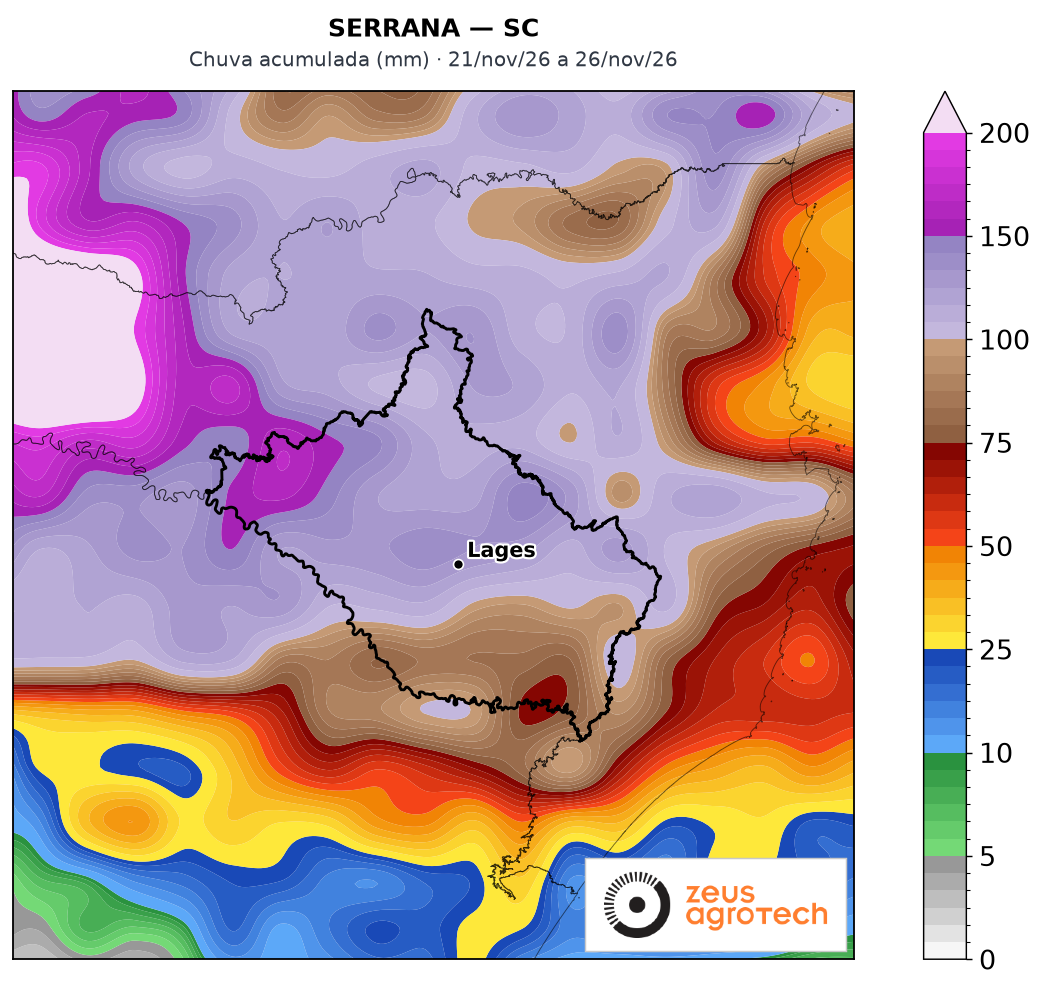 SERRANA — SC
Chuva acumulada (mm) · 21/nov/26 a 26/nov/26
200
150
100
75
50
25
10
5
0
Lages
zeus
agroTech